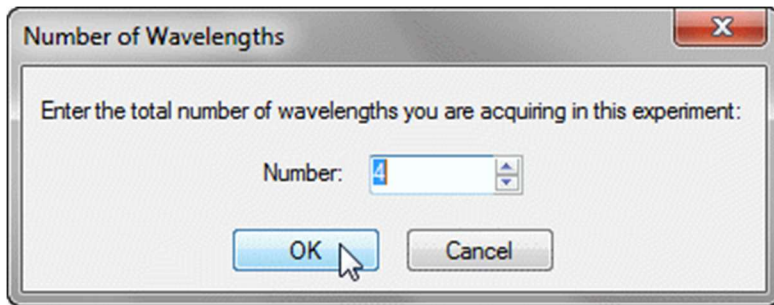 Number of Wavelengths
Enter the total number of wavelengths you are acquiring in this experiment:
Number: 4
OK Cancel